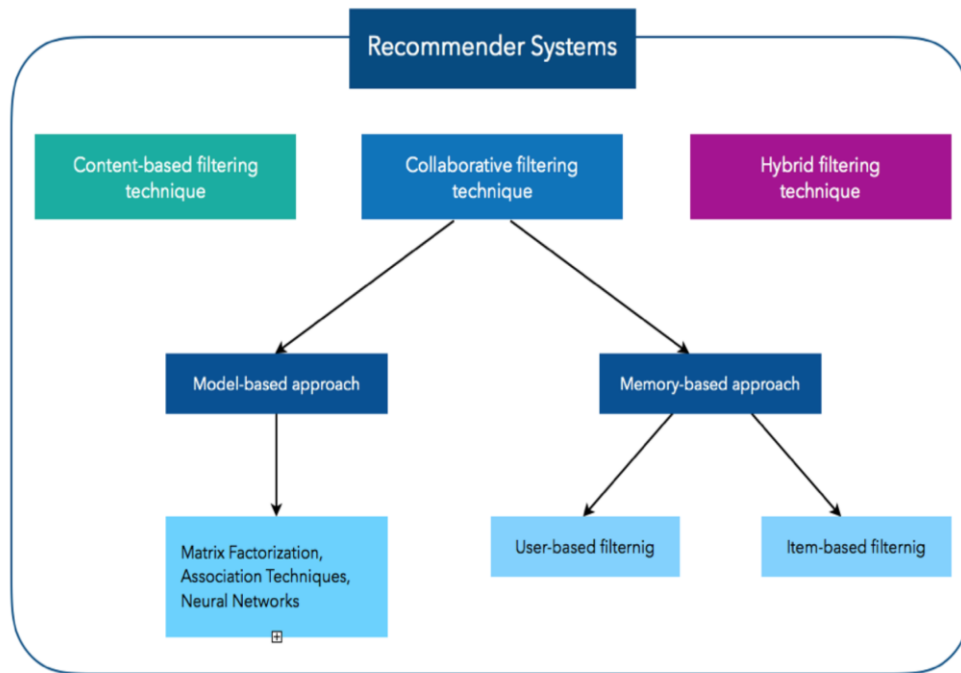 Recommender Systems
Content-based filtering
technique
Collaborative filtering
technique
Hybrid filtering
technique
Model-based approach
Memory-based approach
Matrix Factorization,
Association Techniques,
Neural Networks
User-based filternig
Item-based filternig